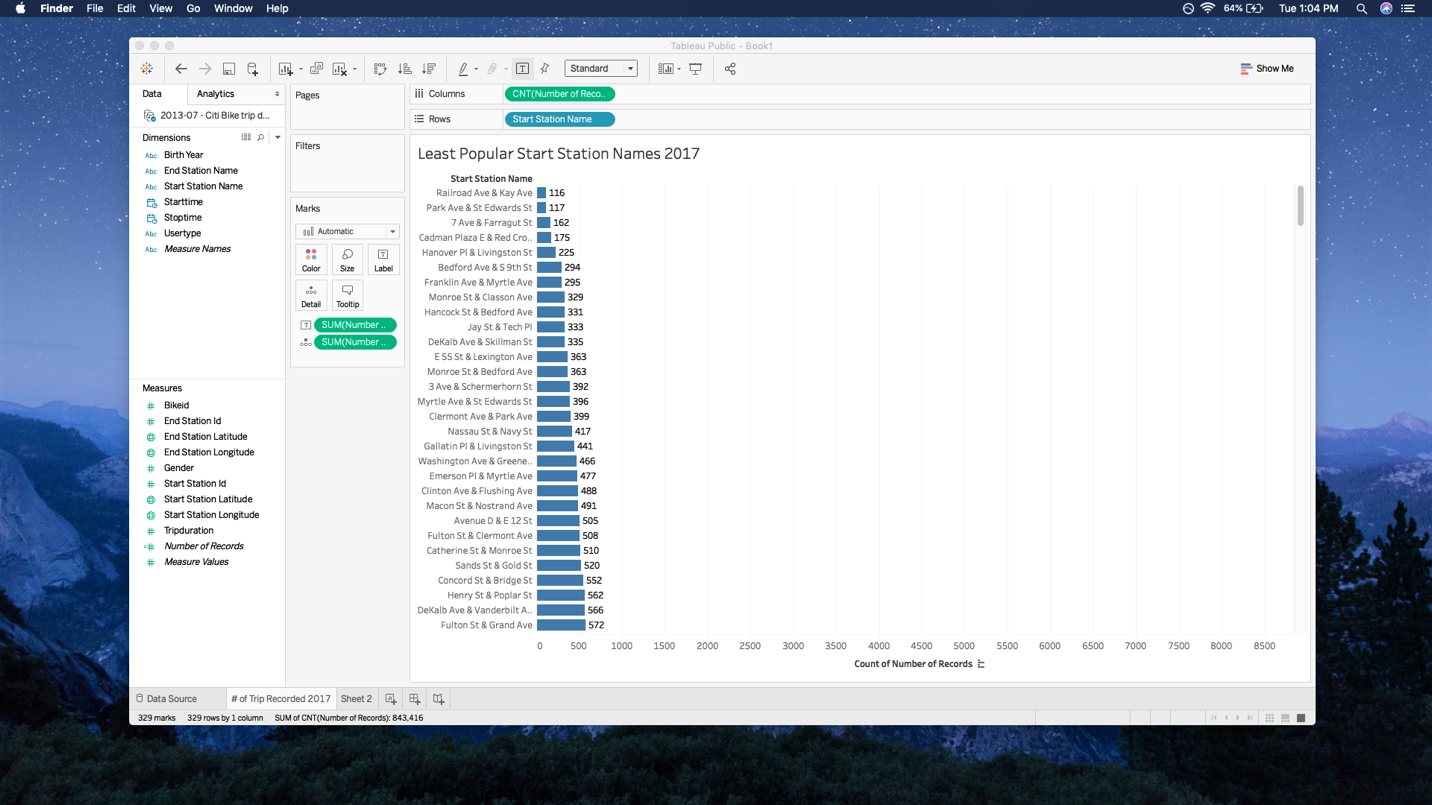 Finder File Edit View Go Window Help 64% Tue 1:04 PM
Tableau Public - Book1
Standard Show Me
Data Analytics
2013-07 - Citi Bike trip d...
Dimensions
Abc Birth Year
Abc End Station Name
Abc Start Station Name
Starttime
Stoptime
Abc Usertype
Abc Measure Names
Measures
# Bikeid
# End Station Id
End Station Latitude
End Station Longitude
# Gender
# Start Station Id
Start Station Latitude
Start Station Longitude
# Tripduration
=# Number of Records
# Measure Values
Pages
Filters
Marks
Automatic
Color Size Label
Detail Tooltip
SUM(Number ..
SUM(Number ..
Columns CNT(Number of Reco..
Rows Start Station Name
Least Popular Start Station Names 2017
Start Station Name
Railroad Ave & Kay Ave 116
Park Ave & St Edwards St 117
7 Ave & Farragut St 162
Cadman Plaza E & Red Cro.. 175
Hanover Pl & Livingston St 225
Bedford Ave & S 9th St 294
Franklin Ave & Myrtle Ave 295
Monroe St & Classon Ave 329
Hancock St & Bedford Ave 331
Jay St & Tech Pl 333
DeKalb Ave & Skillman St 335
E 55 St & Lexington Ave 363
Monroe St & Bedford Ave 363
3 Ave & Schermerhorn St 392
Myrtle Ave & St Edwards St 396
Clermont Ave & Park Ave 399
Nassau St & Navy St 417
Gallatin Pl & Livingston St 441
Washington Ave & Greene.. 466
Emerson Pl & Myrtle Ave 477
Clinton Ave & Flushing Ave 488
Macon St & Nostrand Ave 491
Avenue D & E 12 St 505
Fulton St & Clermont Ave 508
Catherine St & Monroe St 510
Sands St & Gold St 520
Concord St & Bridge St 552
Henry St & Poplar St 562
DeKalb Ave & Vanderbilt A.. 566
Fulton St & Grand Ave 572
0 500 1000 1500 2000 2500 3000 3500 4000 4500 5000 5500 6000 6500 7000 7500 8000 8500
Count of Number of Records
Data Source # of Trip Recorded 2017 Sheet 2
329 marks 329 rows by 1 column SUM of CNT(Number of Records): 843,416